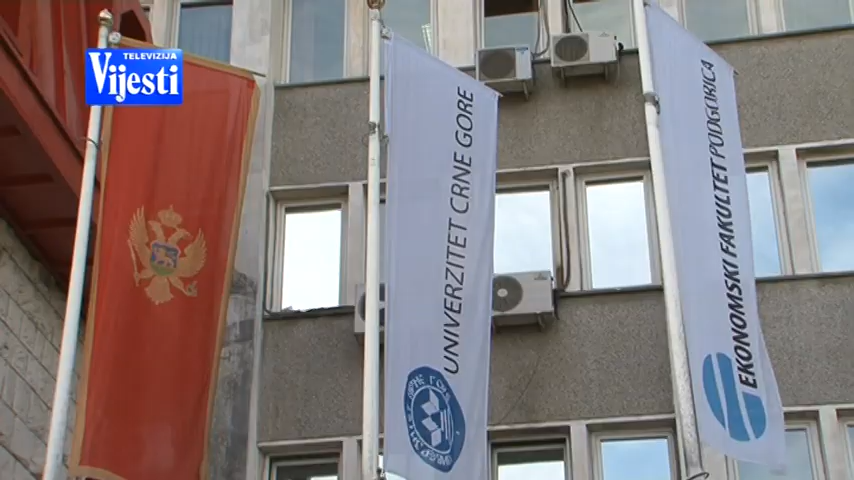 TELEVIZIJA
Vijesti
UNIVERZITET CRNE GORE
EKONOMSKI FAKULTET PODGORICA